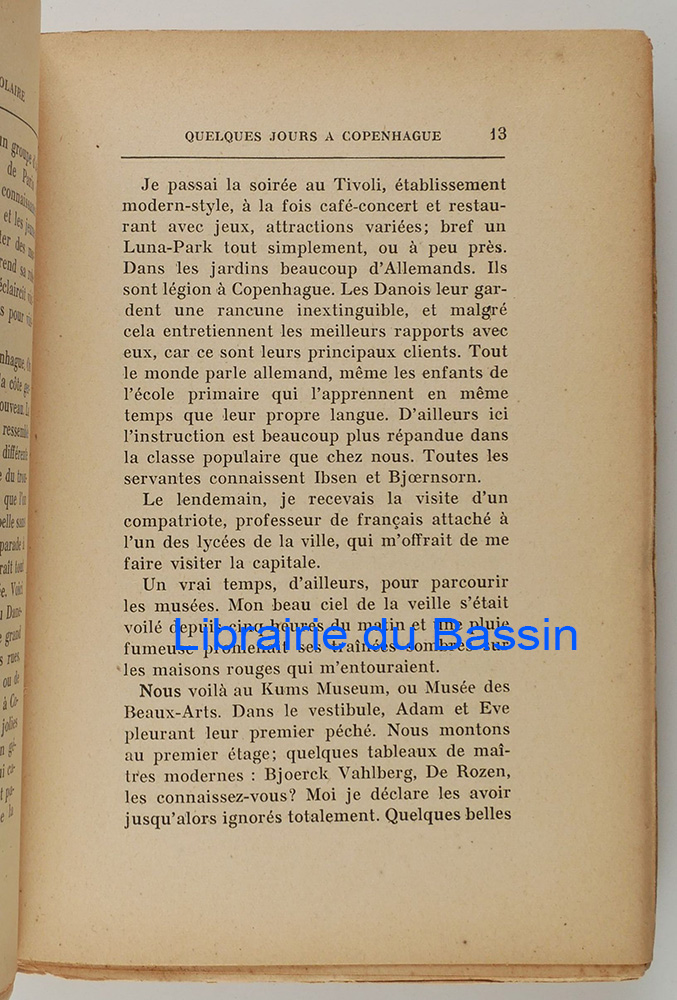 OLAIRE
QUELQUES JOURS A COPENHAGUE 13
Je passai la soirée au Tivoli, établissement
modern-style, à la fois café-concert et restau-
rant avec jeux, attractions variées; bref un
Luna-Park tout simplement, ou à peu près.
Dans les jardins beaucoup d'Allemands. Ils
sont légion à Copenhague. Les Danois leur gar-
dent une rancune inextinguible, et malgré
cela entretiennent les meilleurs rapports avec
eux, car ce sont leurs principaux clients. Tout
le monde parle allemand, même les enfants de
l'école primaire qui l'apprennent en même
temps que leur propre langue. D'ailleurs ici
l'instruction est beaucoup plus répandue dans
la classe populaire que chez nous. Toutes les
servantes connaissent Ibsen et Bjœrnsorn.
Le lendemain, je recevais la visite d'un
compatriote, professeur de français attaché à
l'un des lycées de la ville, qui m'offrait de me
faire visiter la capitale.
Un vrai temps, d'ailleurs, pour parcourir
les musées. Mon beau ciel de la veille s'était
voilé depuis cinq heures du matin et une pluie
Librairie du Bassin
fumeuse promenait ses traînées sombres sur
les maisons rouges qui m'entouraient.
Nous voilà au Kums Museum, ou Musée des
Beaux-Arts. Dans le vestibule, Adam et Eve
pleurant leur premier péché. Nous montons
au premier étage; quelques tableaux de maî-
tres modernes : Bjoerck Vahlberg, De Rozen,
les connaissez-vous? Moi je déclare les avoir
jusqu'alors ignorés totalement. Quelques belles